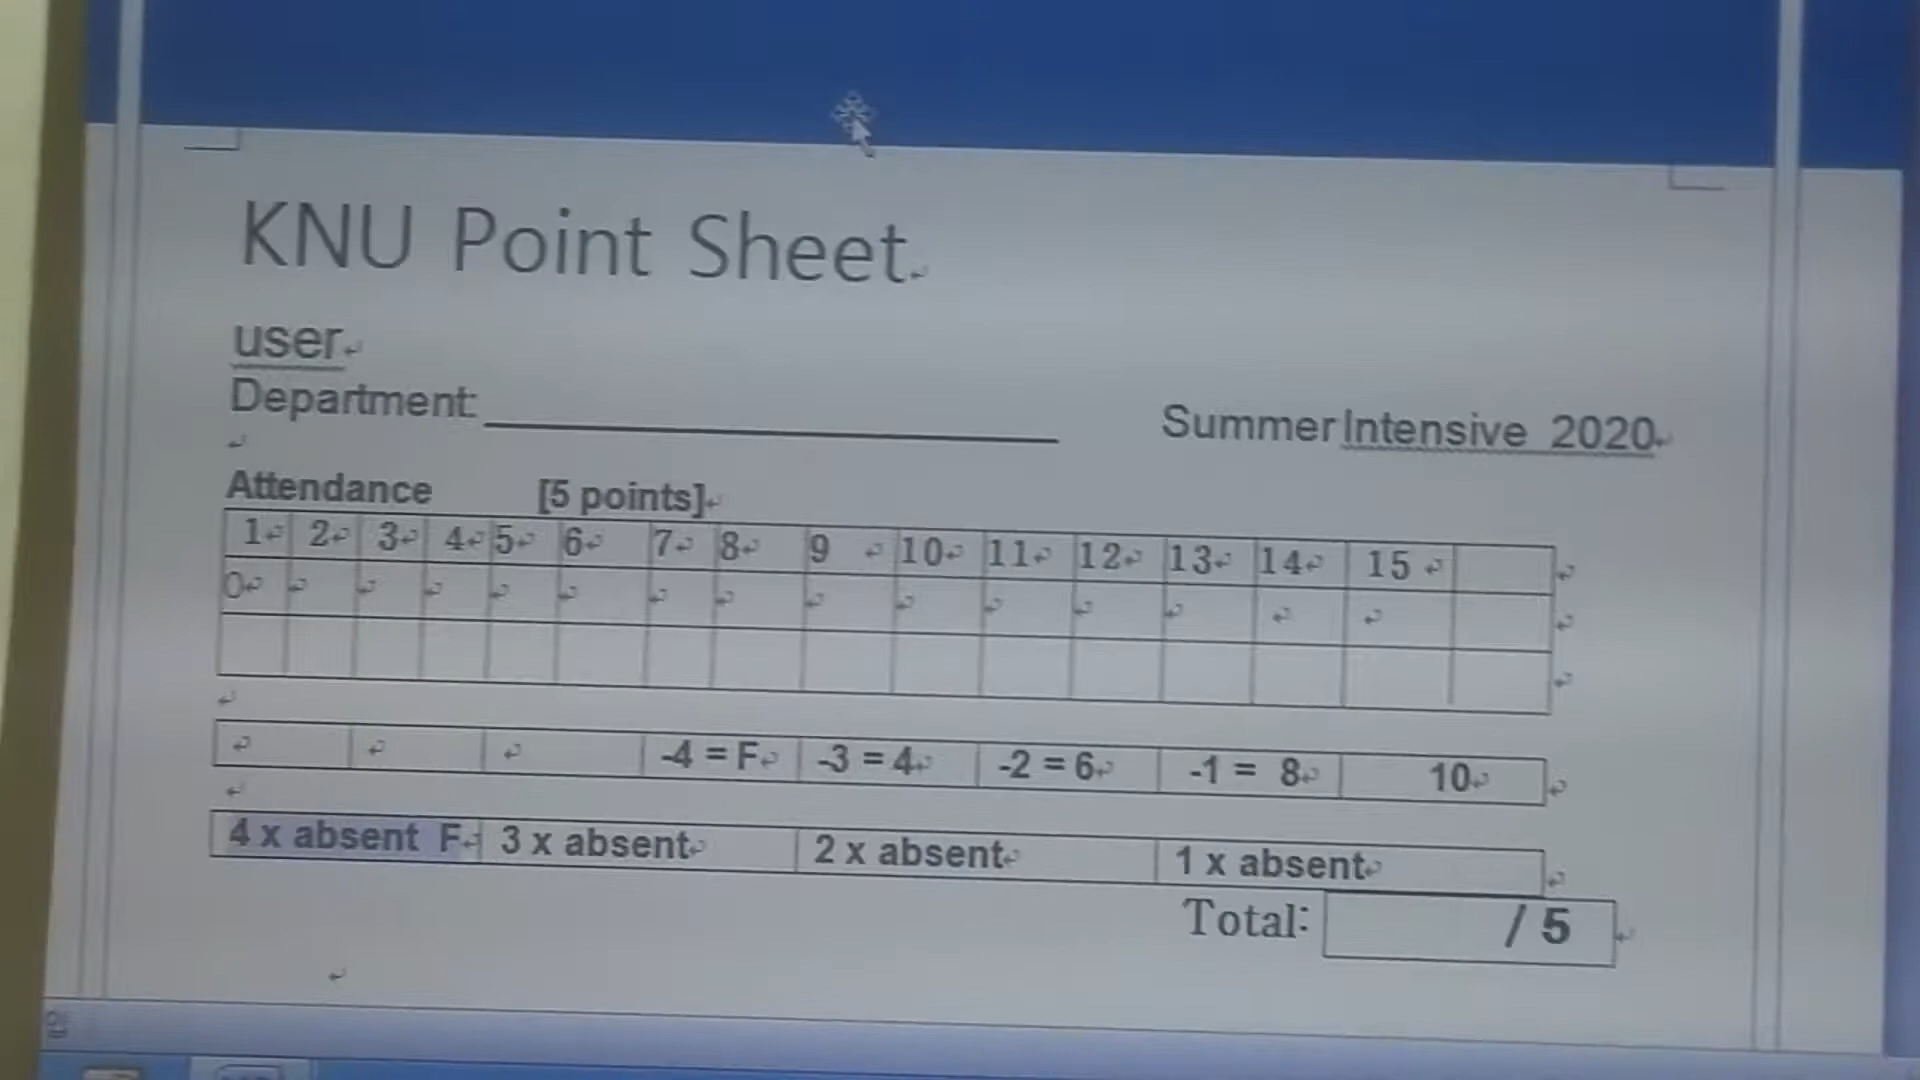 KNU Point Sheet
user
Department: ____________________ Summer Intensive 2020
Attendance [5 points]
1 2 3 4 5 6 7 8 9 10 11 12 13 14 15
0
-4 = F -3 = 4 -2 = 6 -1 = 8 10
4 x absent F 3 x absent 2 x absent 1 x absent
Total: / 5